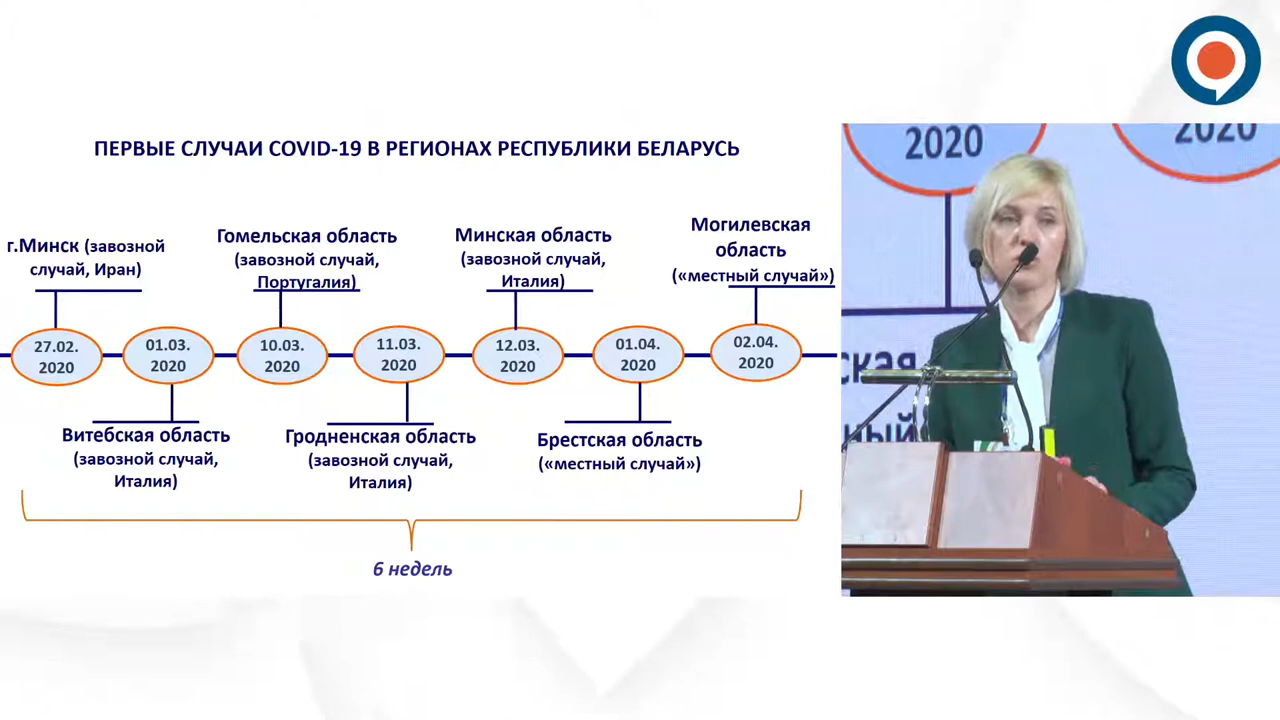 ПЕРВЫЕ СЛУЧАИ COVID-19 В РЕГИОНАХ РЕСПУБЛИКИ БЕЛАРУСЬ
г.Минск (завозной
случай, Иран)
Гомельская область
(завозной случай,
Португалия)
Минская область
(завозной случай,
Италия)
Могилевская
область
(«местный случай»)
27.02.
2020
01.03.
2020
10.03.
2020
11.03.
2020
12.03.
2020
01.04.
2020
02.04.
2020
Витебская область
(завозной случай,
Италия)
Гродненская область
(завозной случай,
Италия)
Брестская область
(«местный случай»)
6 недель
2020
2020
ская
ный